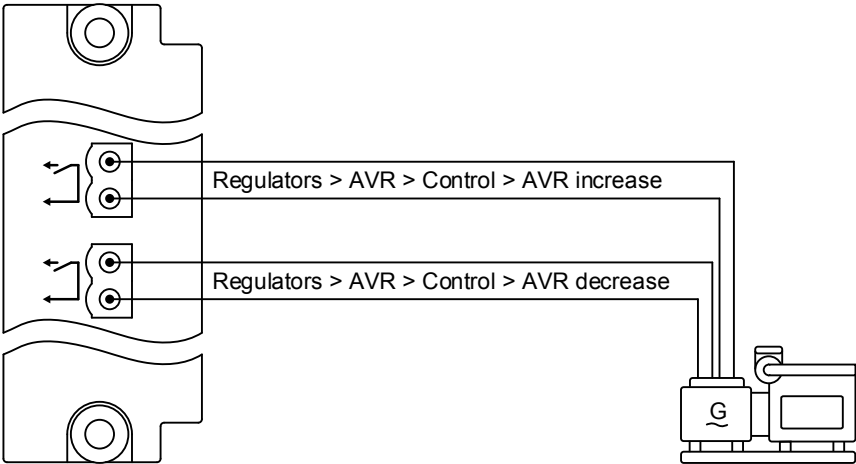 Regulators > AVR > Control > AVR increase
Regulators > AVR > Control > AVR decrease
G